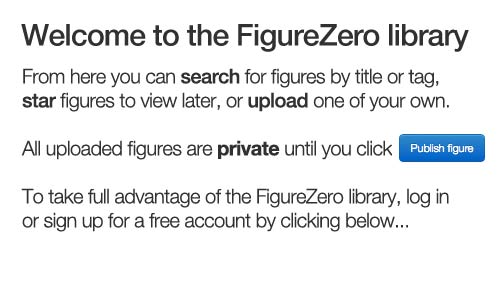 Welcome to the FigureZero library
From here you can search for figures by title or tag,
star figures to view later, or upload one of your own.
All uploaded figures are private until you click Publish figure
To take full advantage of the FigureZero library, log in
or sign up for a free account by clicking below...